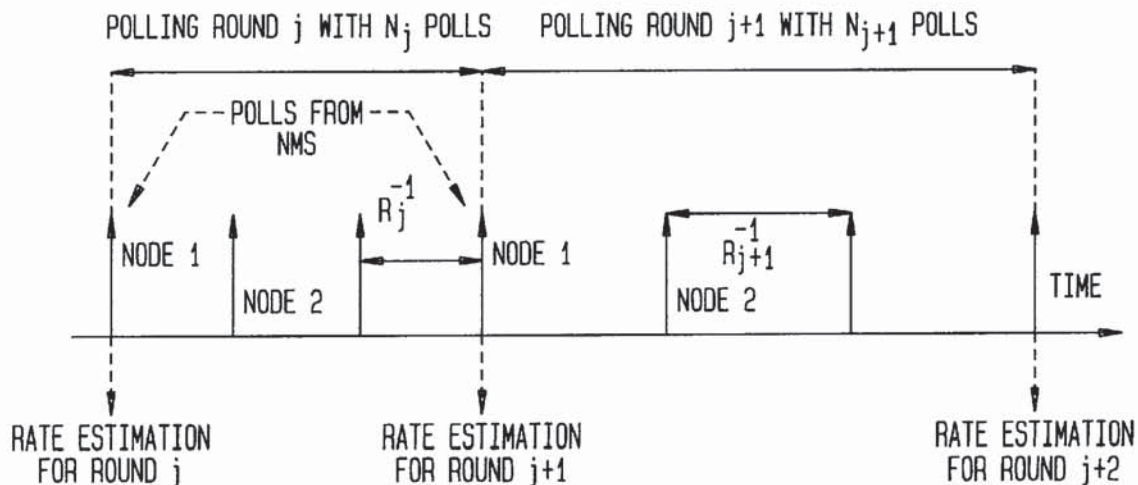 POLLING ROUND j WITH Nj POLLS
POLLING ROUND j+1 WITH Nj+1 POLLS
POLLS FROM
NMS
Rj^-1
NODE 1
NODE 2
NODE 1
NODE 2
R^-1j+1
TIME
RATE ESTIMATION
FOR ROUND j
RATE ESTIMATION
FOR ROUND j+1
RATE ESTIMATION
FOR ROUND j+2